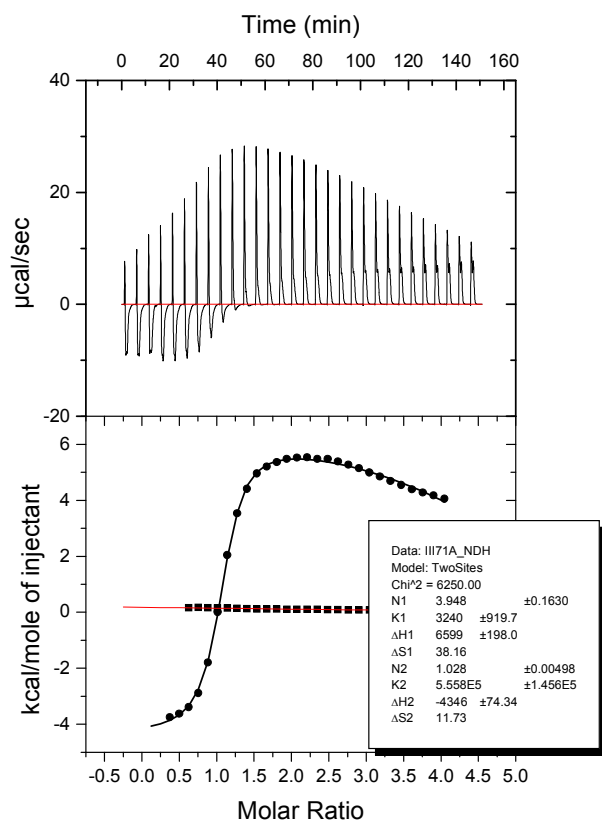 Time (min)
0 20 40 60 80 100 120 140 160
40
20
0
-20
µcal/sec
6
4
2
0
-2
-4
kcal/mole of injectant
Data: III71A_NDH
Model: TwoSites
Chi^2 = 6250.00
N1 3.948 ±0.1630
K1 3240 ±919.7
ΔH1 6599 ±198.0
ΔS1 38.16
N2 1.028 ±0.00498
K2 5.558E5 ±1.456E5
ΔH2 -4346 ±74.34
ΔS2 11.73
-0.5 0.0 0.5 1.0 1.5 2.0 2.5 3.0 3.5 4.0 4.5 5.0
Molar Ratio